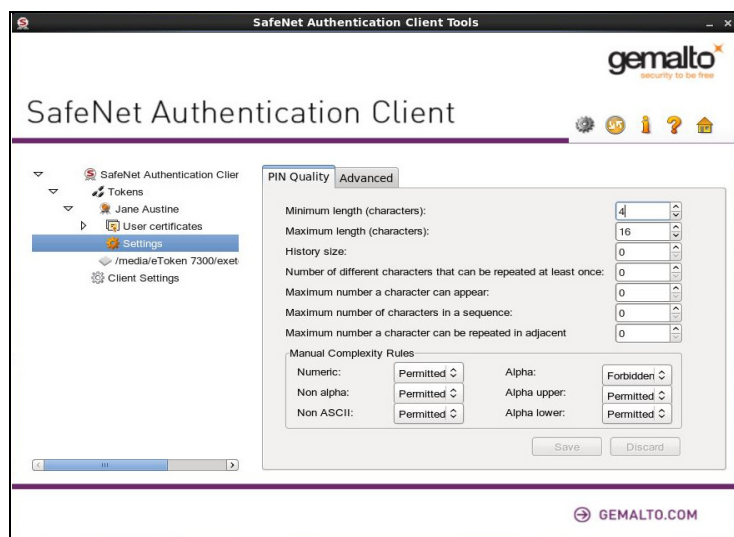 SafeNet Authentication Client Tools
gemalto
security to be free
SafeNet Authentication Client
SafeNet Authentication Clier
Tokens
Jane Austine
User certificates
Settings
/media/eToken 7300/exet
Client Settings
PIN Quality
Advanced
Minimum length (characters): 4
Maximum length (characters): 16
History size: 0
Number of different characters that can be repeated at least once: 0
Maximum number a character can appear: 0
Maximum number of characters in a sequence: 0
Maximum number a character can be repeated in adjacent 0
Manual Complexity Rules
Numeric: Permitted Alpha: Forbidden
Non alpha: Permitted Alpha upper: Permitted
Non ASCII: Permitted Alpha lower: Permitted
Save Discard
GEMALTO.COM